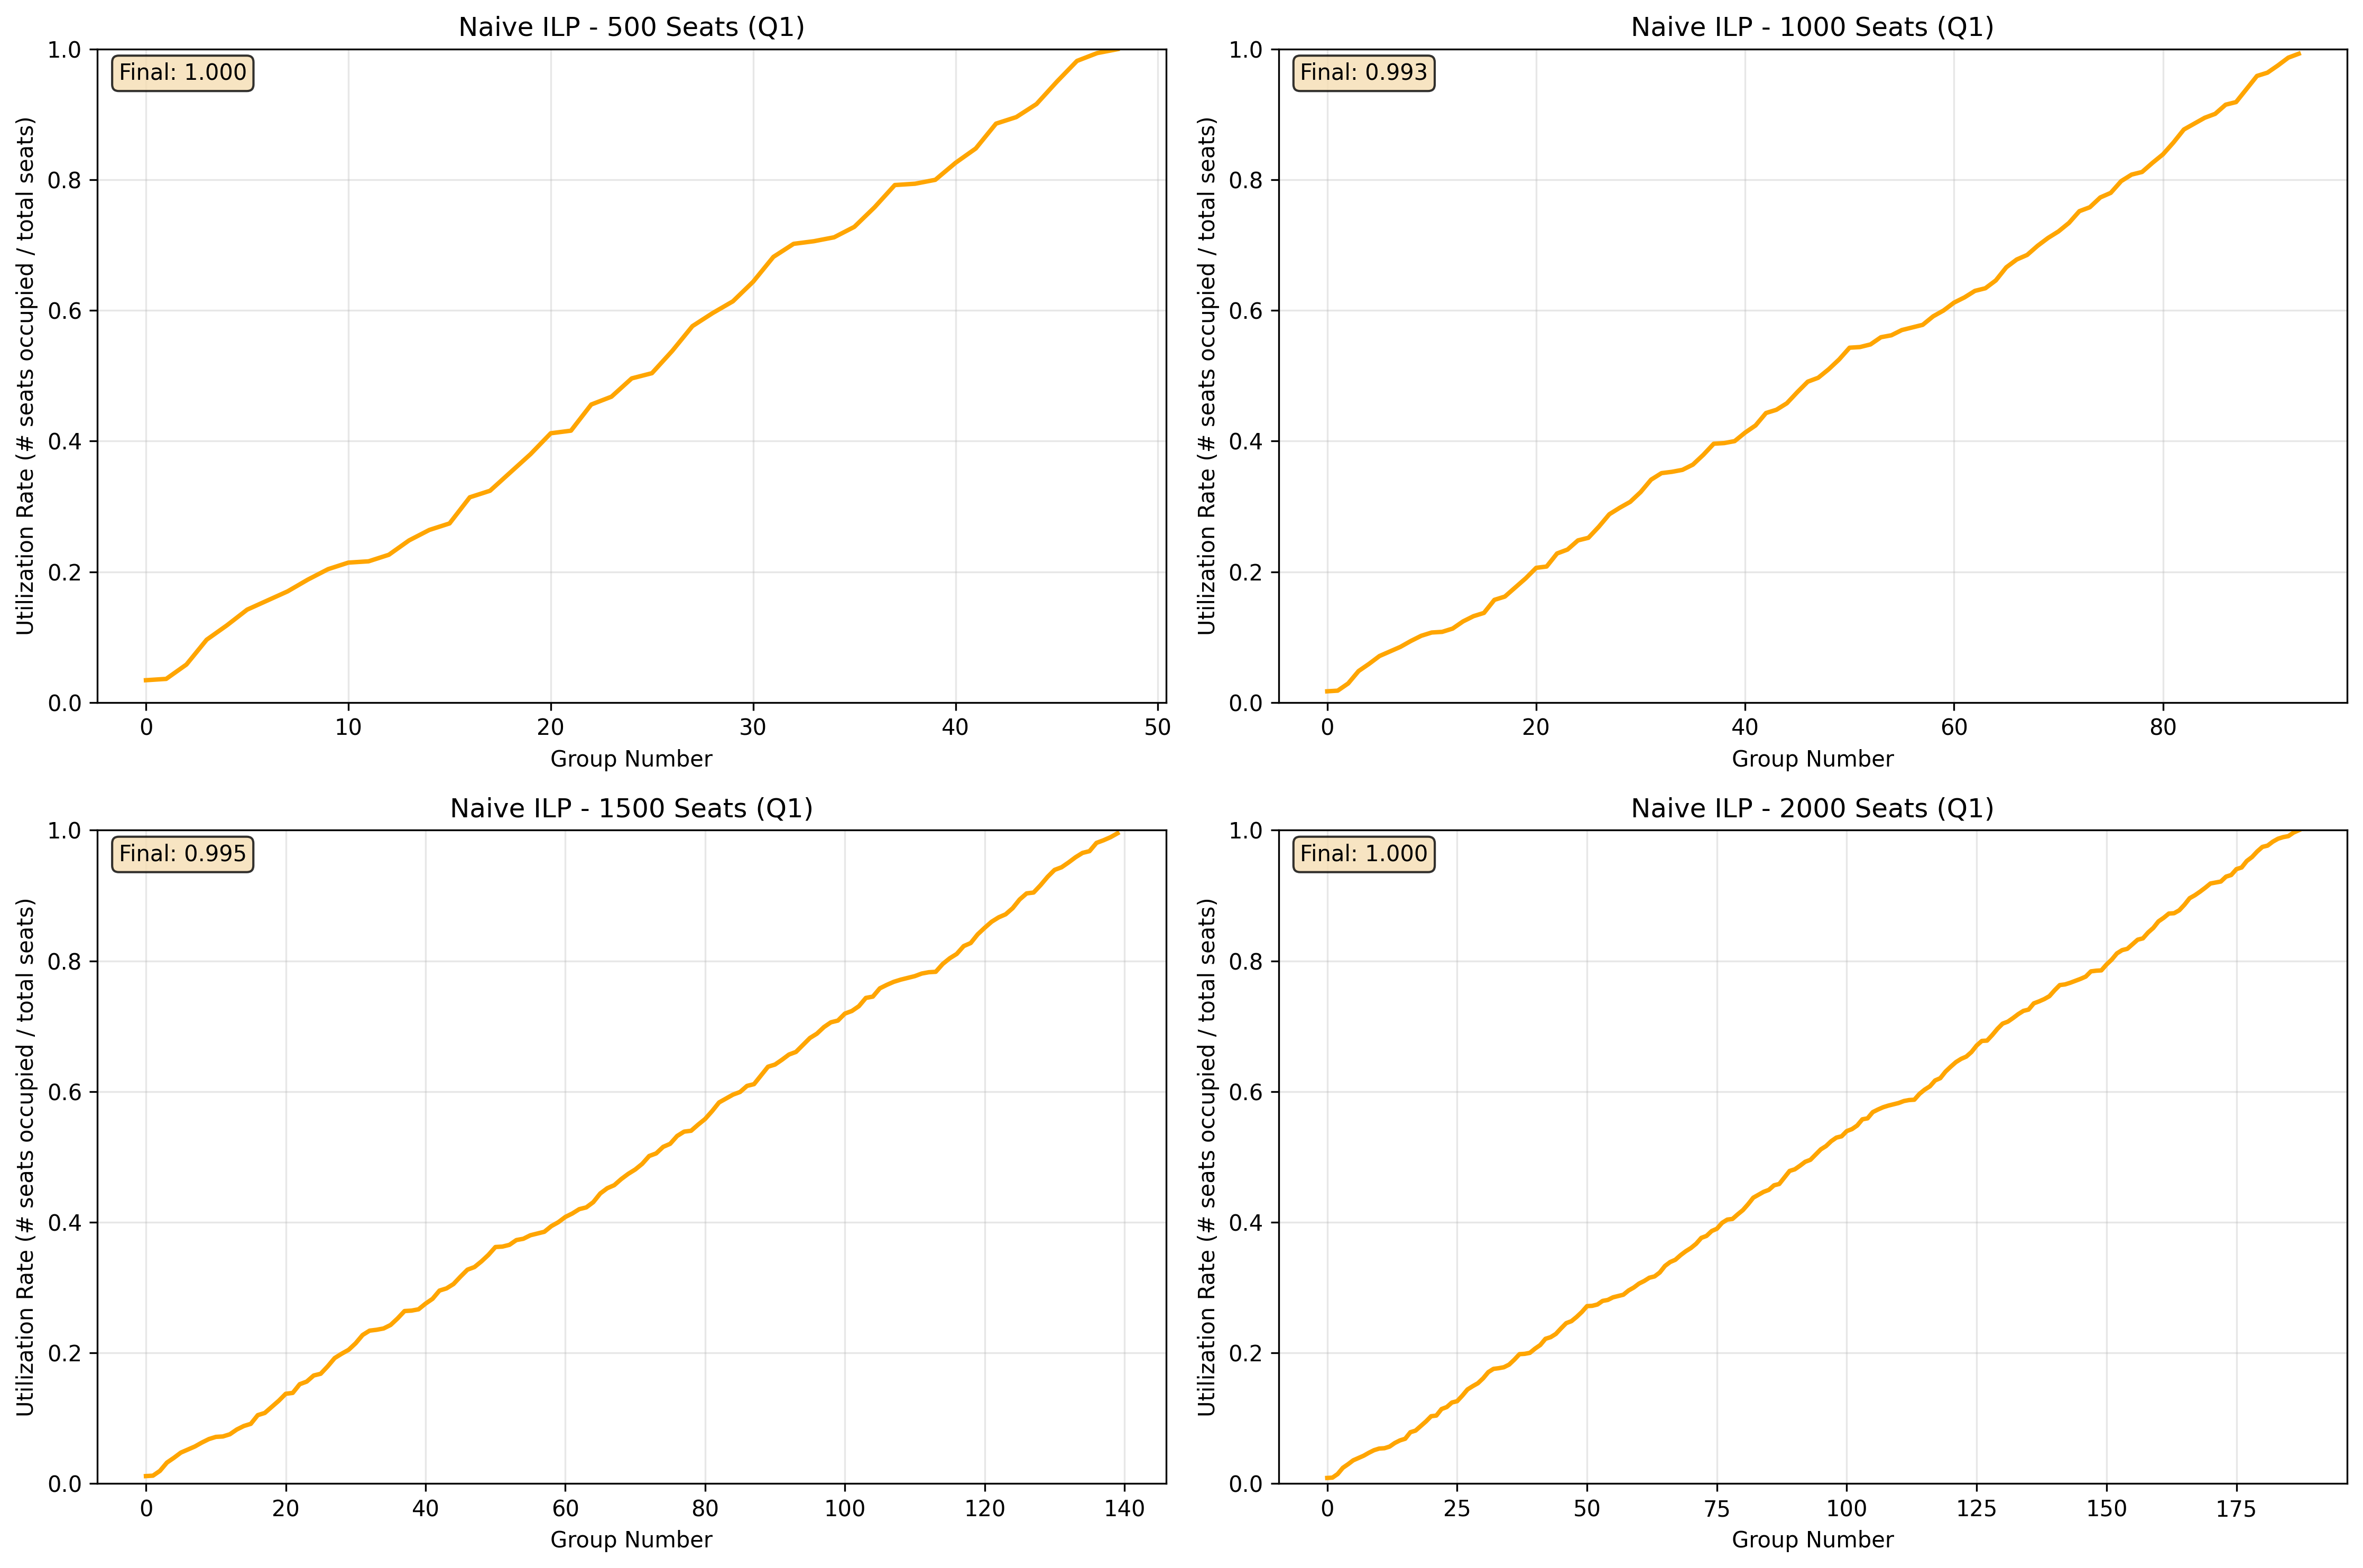 Naive ILP - 500 Seats (Q1)
Final: 1.000
Utilization Rate (# seats occupied / total seats)
1.0
0.8
0.6
0.4
0.2
0.0
0 10 20 30 40 50
Group Number
Naive ILP - 1000 Seats (Q1)
Final: 0.993
Utilization Rate (# seats occupied / total seats)
1.0
0.8
0.6
0.4
0.2
0.0
0 20 40 60 80
Group Number
Naive ILP - 1500 Seats (Q1)
Final: 0.995
Utilization Rate (# seats occupied / total seats)
1.0
0.8
0.6
0.4
0.2
0.0
0 20 40 60 80 100 120 140
Group Number
Naive ILP - 2000 Seats (Q1)
Final: 1.000
Utilization Rate (# seats occupied / total seats)
1.0
0.8
0.6
0.4
0.2
0.0
0 25 50 75 100 125 150 175
Group Number